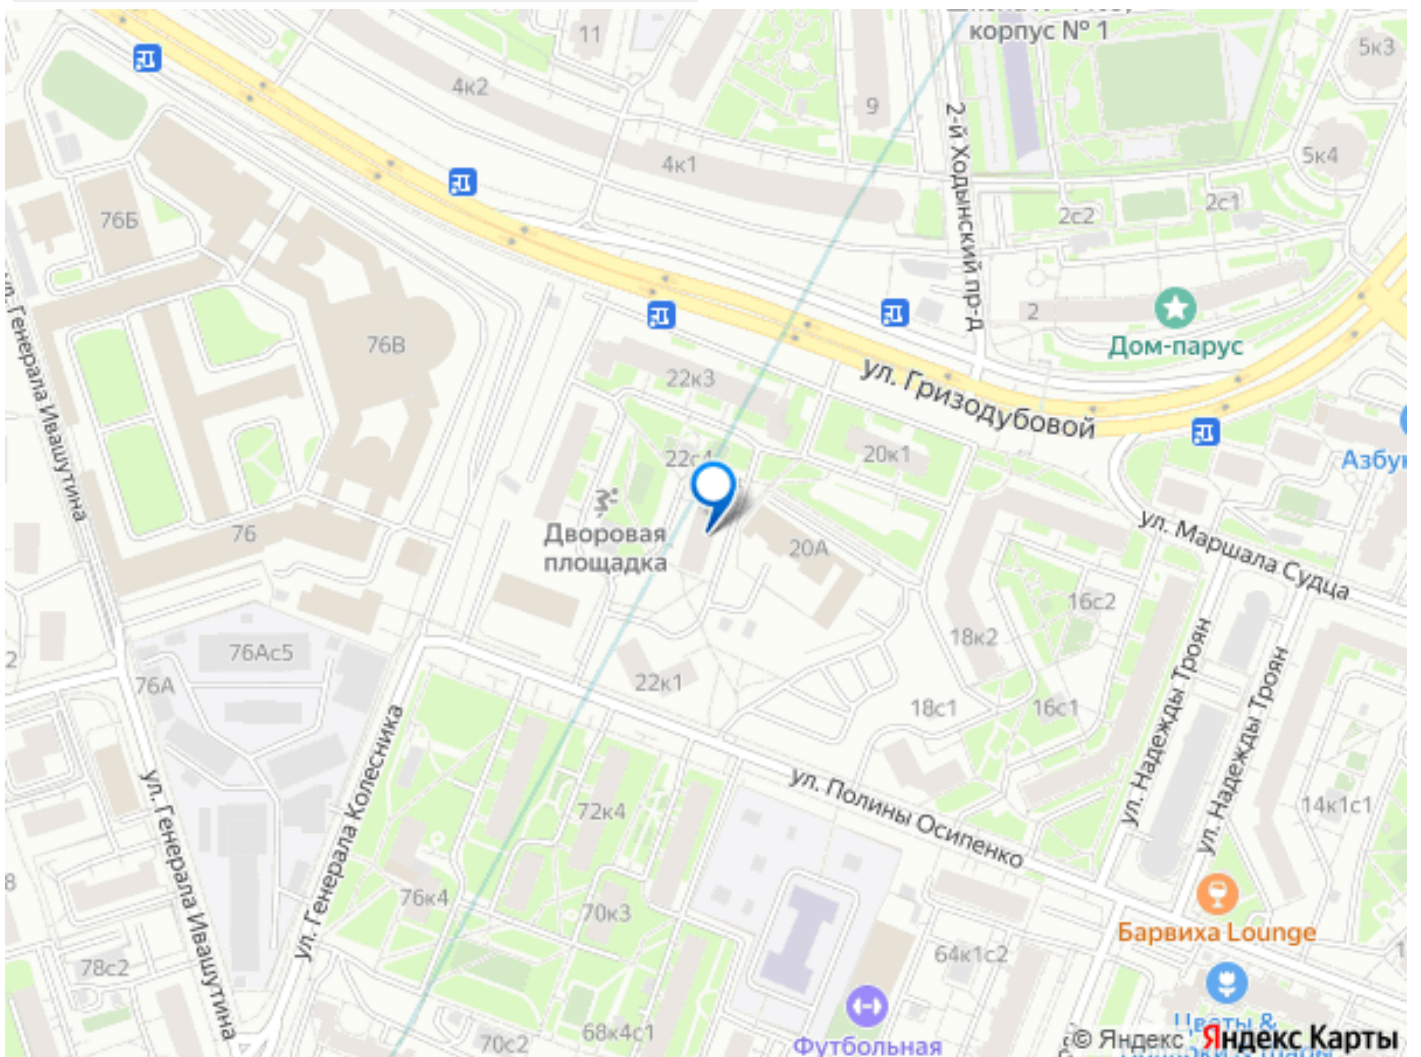 корпус № 1
11
5к3
4к2
9
2-й Ходынский пр-д
4к1
5к4
76Б
2с2
2с1
2
ул. Генерала Ивашутина
76В
Дом-парус
22к3
ул. Гризодубовой
20к1
22с4
76
Дворовая
площадка
20А
ул. Маршала Судца
16с2
18к2
76Ас5
76А
22к1
18с1
16с1
ул. Надежды Троян
ул. Надежды Троян
ул. Генерала Колесника
ул. Генерала Ивашутина
ул. Полины Осипенко
72к4
14к1с1
76к4
70к3
Барвиха Lounge
78с2
64к1с2
70с2
68к4с1
Футбольная
Цветы &
© Яндекс Яндекс Карты